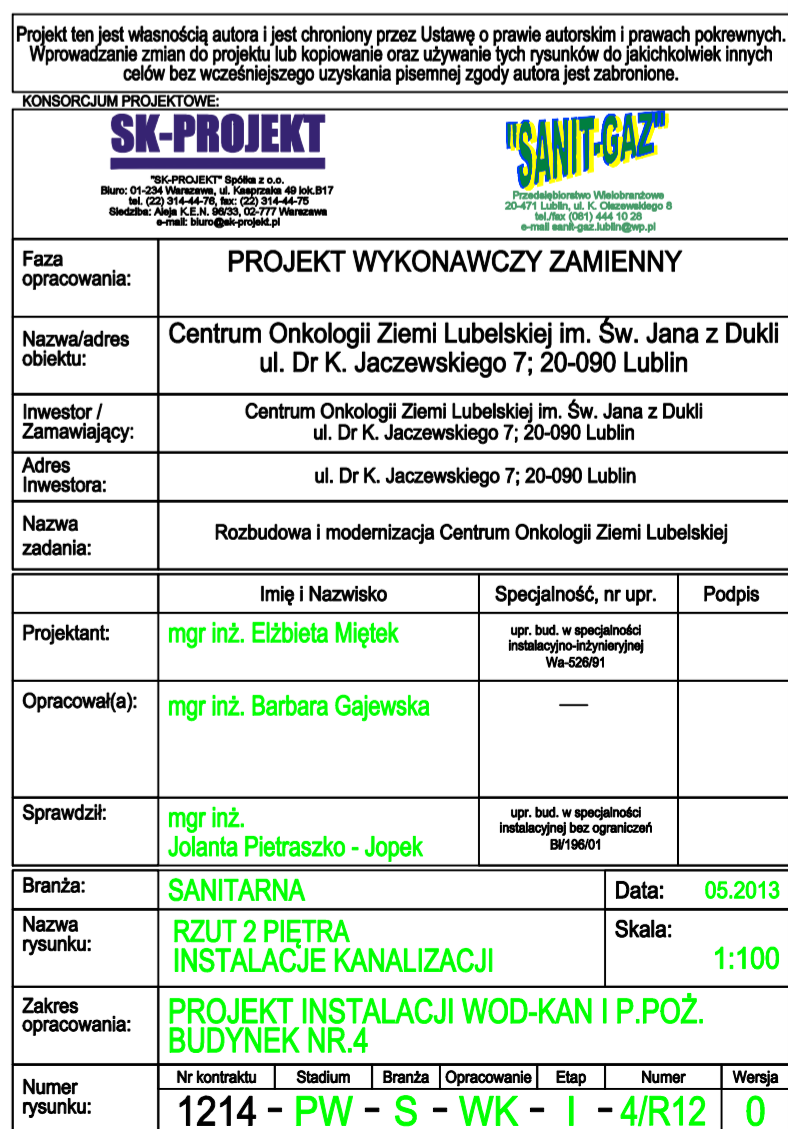 Projekt ten jest własnością autora i jest chroniony przez Ustawę o prawie autorskim i prawach pokrewnych.
Wprowadzanie zmian do projektu lub kopiowanie oraz używanie tych rysunków do jakichkolwiek innych
celów bez wcześniejszego uzyskania pisemnej zgody autora jest zabronione.
KONSORCJUM PROJEKTOWE:
SK-PROJEKT
"SK-PROJEKT" Spółka z o.o.
Biuro: 01-234 Warszawa, ul. Kasprzaka 49 lok.B17
tel. (22) 314-44-76, fax: (22) 314-44-75
Siedziba: Aleja K.E.N. 96/33, 02-777 Warszawa
e-mail: biuro@sk-projekt.pl
"SANIT-GAZ"
Przedsiębiorstwo Wielobranżowe
20-471 Lublin, ul. K. Olszewskiego 8
tel./fax (081) 444 10 28
e-mail sanit-gaz.lublin@wp.pl
Faza
opracowania:
PROJEKT WYKONAWCZY ZAMIENNY
Nazwa/adres
obiektu:
Centrum Onkologii Ziemi Lubelskiej im. Św. Jana z Dukli
ul. Dr K. Jaczewskiego 7; 20-090 Lublin
Inwestor /
Zamawiający:
Centrum Onkologii Ziemi Lubelskiej im. Św. Jana z Dukli
ul. Dr K. Jaczewskiego 7; 20-090 Lublin
Adres
Inwestora:
ul. Dr K. Jaczewskiego 7; 20-090 Lublin
Nazwa
zadania:
Rozbudowa i modernizacja Centrum Onkologii Ziemi Lubelskiej
Imię i Nazwisko Specjalność, nr upr. Podpis
Projektant:
mgr inż. Elżbieta Miętek
upr. bud. w specjalności
instalacyjno-inżynieryjnej
Wa-526/91
Opracował(a):
mgr inż. Barbara Gajewska
—
Sprawdził:
mgr inż.
Jolanta Pietraszko - Jopek
upr. bud. w specjalności
instalacyjnej bez ograniczeń
Bł/196/01
Branża:
SANITARNA
Data: 05.2013
Nazwa
rysunku:
RZUT 2 PIĘTRA
INSTALACJE KANALIZACJI
Skala:
1:100
Zakres
opracowania:
PROJEKT INSTALACJI WOD-KAN I P.POŻ.
BUDYNEK NR.4
Numer
rysunku:
Nr kontraktu Stadium Branża Opracowanie Etap Numer Wersja
1214 - PW - S - WK - I - 4/R12 0